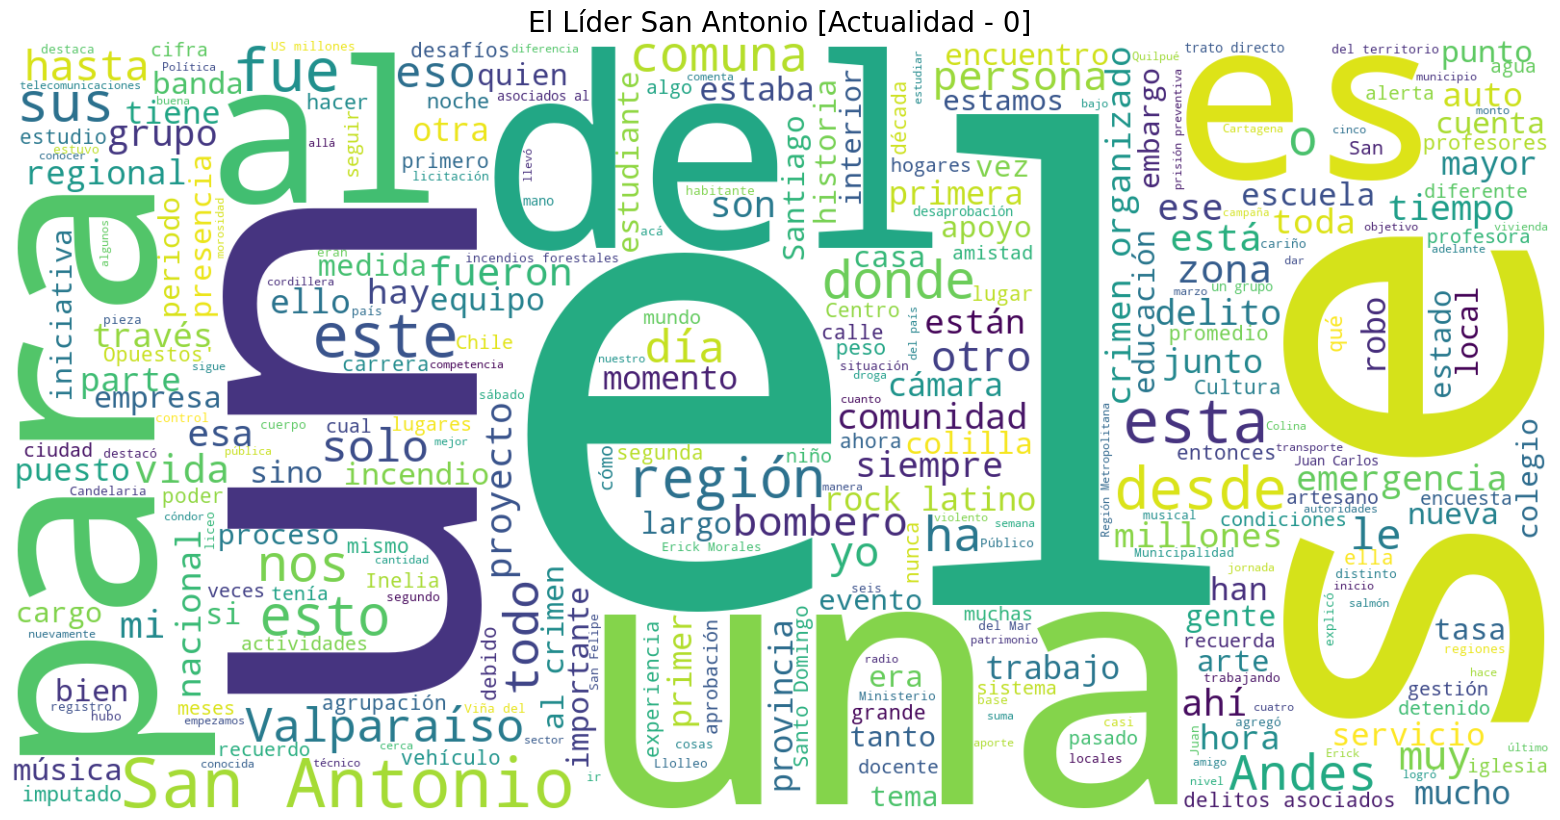 El Líder San Antonio [Actualidad - 0]
destaca
US millones
desafíos
diferencia
hasta
cifra
Política
telecomunicaciones
banda
fue
eso
quien
comuna
encuentro
trato directo
del territorio
punto
agua
sus
buena
tiene
hacer
noche
asociados al
algo
comenta
estaba
persona
Quilpué
municipio
alerta
auto
estudio
grupo
estuvo
conocer
regional
al
allá
seguir
otra
primero
licitación
llevó
mano
del
estudiante
habitante
son
Santiago
historia
interior
década
estudiar
estamos
bajo
hogares
vez
primera
desaprobación
apoyo
amistad
crimen organizado
embargo
prisión preventiva
es
Cartagena
o
cinco
San
monto
cuenta
profesores
mayor
diferente
escuela
ese
campaña
toda
tiempo
objetivo
vivienda
profesora
adelante
está
cariño
dar
zona
marzo
un grupo
para
iniciativa
algunos
periodo
presencia
morosidad
un
eran
cordillera
medida
fueron
incendios forestales
ello
país
hay
equipo
este
Chile
carrera
competencia
sábado
pieza
través
Opuestos
sigue
parte
empresa
control
esa
cuerpo
cual
lugares
solo
mejor
ciudad
destacó
puesto
vida
pública
sino
incendio
proyecto
el
mundo
nuestro
día
momento
casa
donde
lugar
Centro
calle
del país
están
peso
situación
otro
droga
cámara
cuanto
comunidad
ahora
colilla
siempre
segunda
cómo
niño
región
manera
rock latino
largo
bombero
violento
semana
Erick Morales
ha
Público
yo
nunca
seis
evento
muchas
educación
delito
promedio
junto
Cultura
qué
robo
estado
local
esta
Colina
entonces
transporte
Juan Carlos
Región Metropolitana
desde
emergencia
artesano
encuesta
autoridades
musical
condiciones
nueva
colegio
millones
le
Municipalidad
jornada
ella
distinto
han
inicio
salmón
gente
explicó
recuerda
se
tasa
regiones
hace
Candelaria
poder
cóndor
liceo
proceso
mismo
cantidad
nos
veces
Inelia
tenía
segundo
cargo
si
esto
mi
nuevamente
nacional
actividades
todo
debido
al crimen
importante
San Felipe
bien
registro
hubo
meses
empezamos
agrupación
Viña del
Valparaíso
recuerdo
cerca
vehículo
sector
música
conocida
técnico
imputado
San Antonio
ir
una
experiencia
primer
cosas
aprobación
Llolleo
provincia
santo Domingo
radio
era
Ministerio
grande
tanto
docente
tema
del Mar
patrimonio
trabajo
sistema
base
suma
aporte
casi
pasado
locales
arte
trabajando
ahí
cuatro
agregó
hora
Juan
amigo
nivel
Andes
delitos asociados
gestión
detenido
servicio
Erick
muy
último
iglesia
logró
mucho